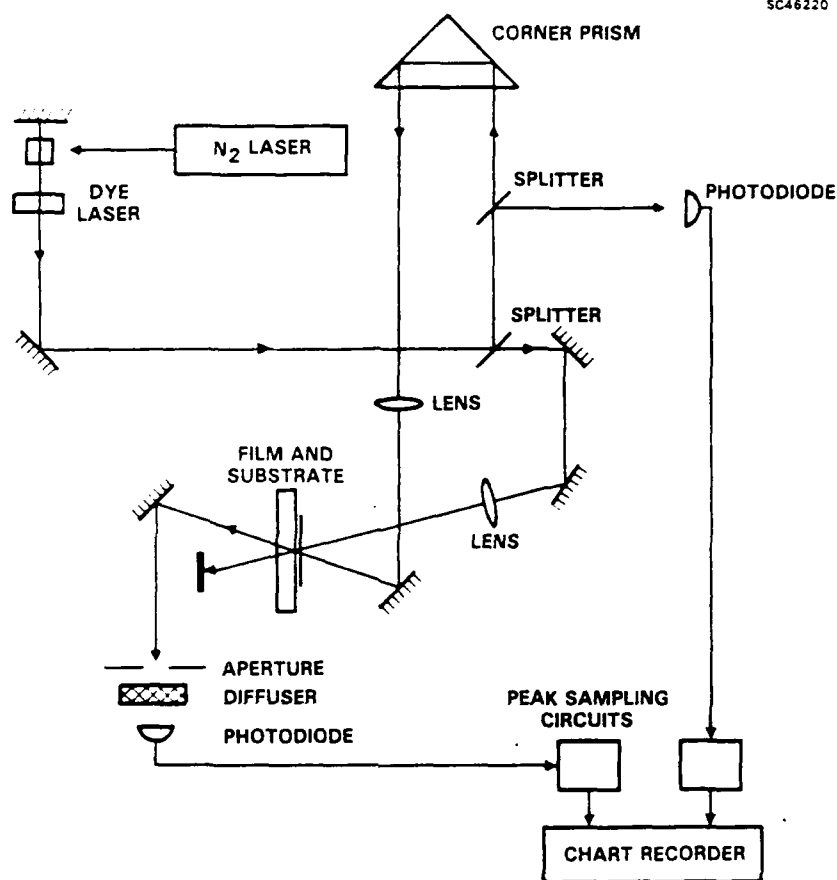 SC46220
CORNER PRISM
N2 LASER
DYE
LASER
SPLITTER
PHOTODIODE
SPLITTER
LENS
FILM AND
SUBSTRATE
LENS
APERTURE
DIFFUSER
PHOTODIODE
PEAK SAMPLING
CIRCUITS
CHART RECORDER